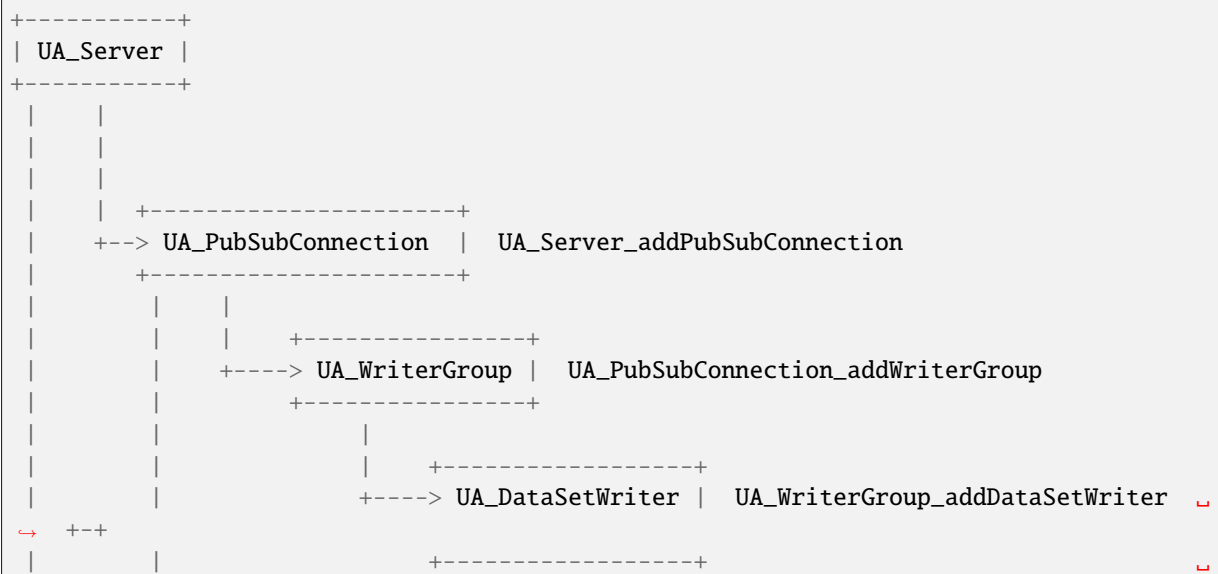 +-----------+
| UA_Server |
+-----------+
 |    |
 |    |
 |    |
 |    |  +----------------------+
 |    +--> UA_PubSubConnection  |  UA_Server_addPubSubConnection
 |       +----------------------+
 |        |    |
 |        |    |    +-----------------+
 |        |    +----> UA_WriterGroup |  UA_PubSubConnection_addWriterGroup
 |        |         +-----------------+
 |        |              |
 |        |              |    +------------------+
 |        |              +----> UA_DataSetWriter |  UA_WriterGroup_addDataSetWriter  ␣
↪  +-+
 |        |                   +------------------+                                   ␣